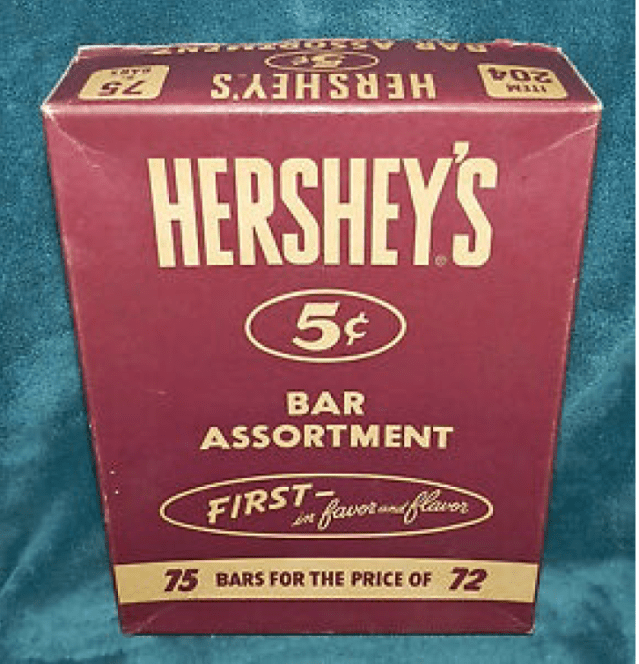 BAR ASSORTMENT
5¢
HERSHEY'S
ITEM
204
75
BARS
HERSHEY'S
5¢
BAR
ASSORTMENT
FIRST-
in favor and flavor
75 BARS FOR THE PRICE OF 72